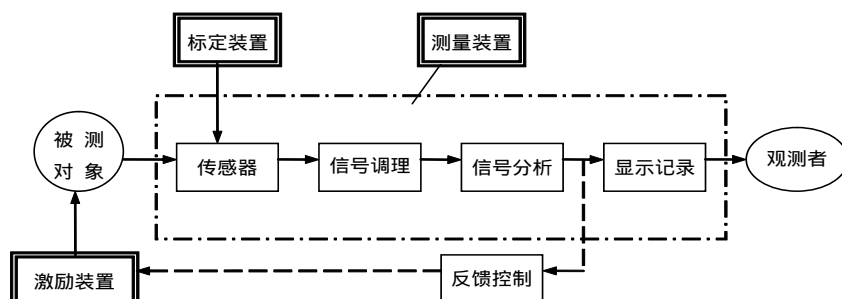 标定装置
测量装置
被 测
对 象
传感器
信号调理
信号分析
显示记录
观测者
激励装置
反馈控制